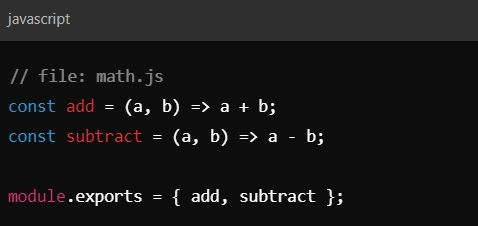 javascript
// file: math.js
const add = (a, b) => a + b;
const subtract = (a, b) => a - b;
module.exports = { add, subtract };